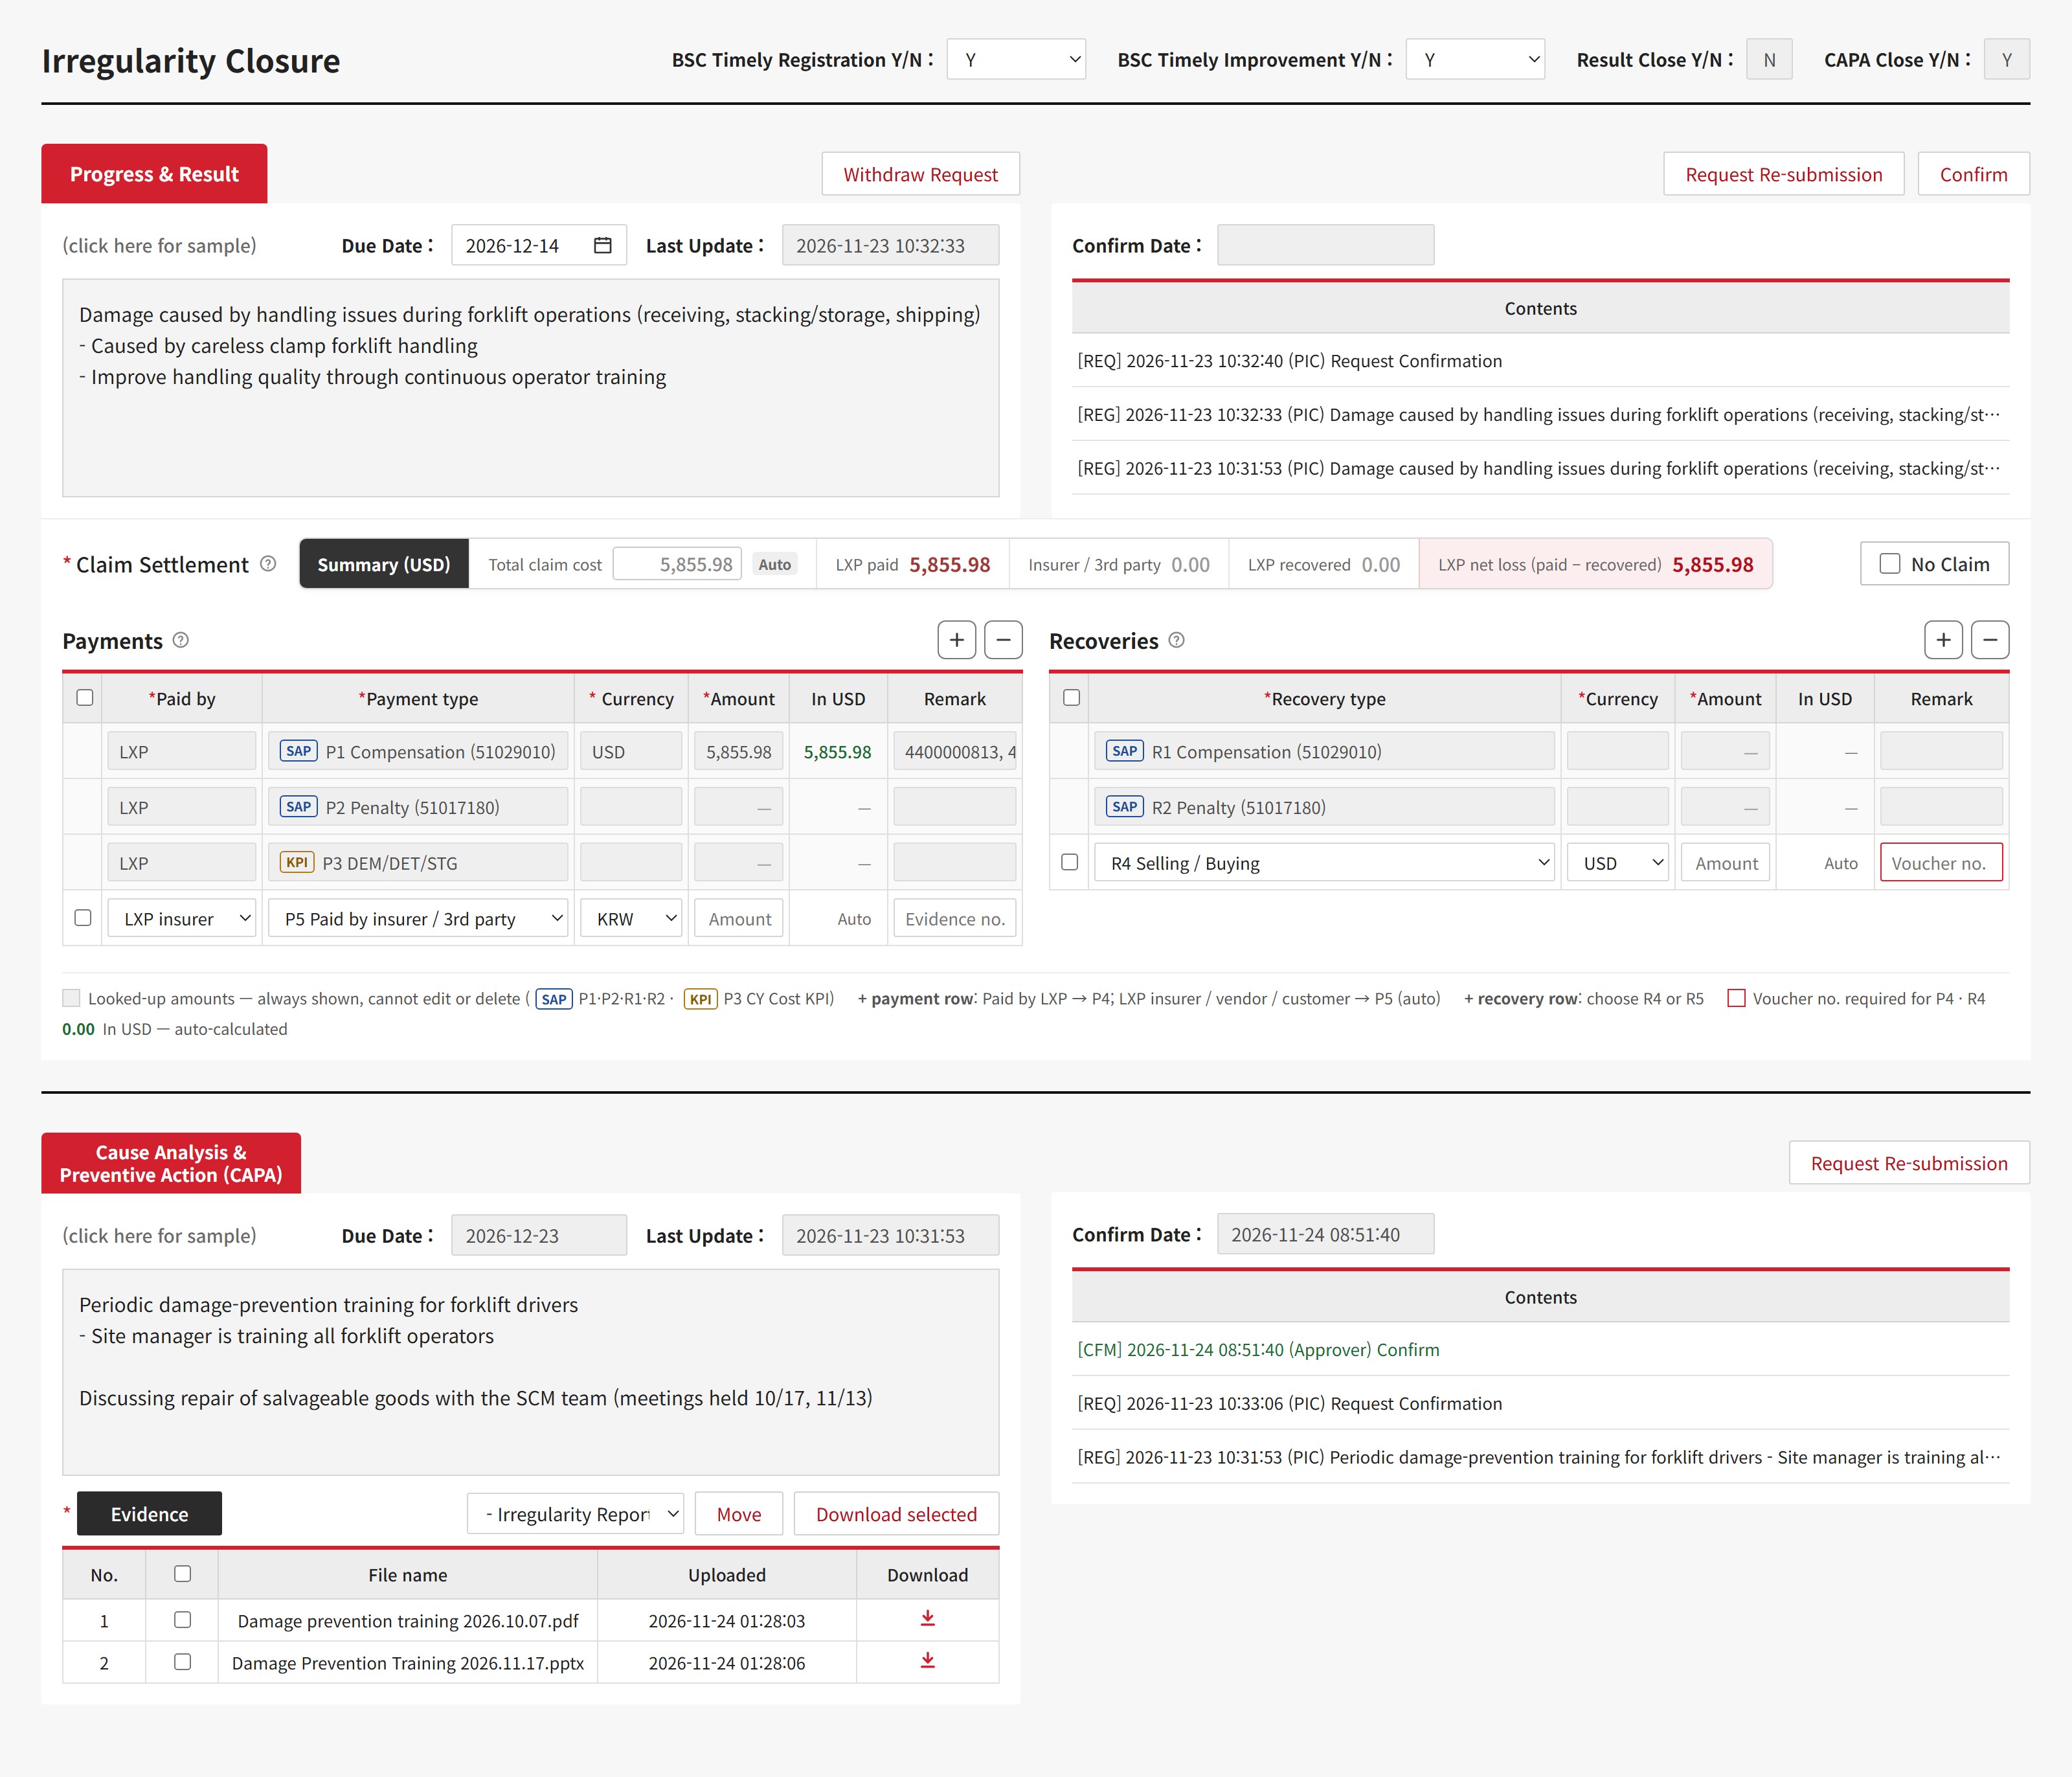 Irregularity Closure
BSC Timely Registration Y/N : Y BSC Timely Improvement Y/N : Y Result Close Y/N : N CAPA Close Y/N : Y
Progress & Result
Withdraw Request
Request Re-submission Confirm
(click here for sample) Due Date : 2026-12-14 Last Update : 2026-11-23 10:32:33
Damage caused by handling issues during forklift operations (receiving, stacking/storage, shipping)
- Caused by careless clamp forklift handling
- Improve handling quality through continuous operator training
Confirm Date :
Contents
[REQ] 2026-11-23 10:32:40 (PIC) Request Confirmation
[REG] 2026-11-23 10:32:33 (PIC) Damage caused by handling issues during forklift operations (receiving, stacking/st⋯
[REG] 2026-11-23 10:31:53 (PIC) Damage caused by handling issues during forklift operations (receiving, stacking/st⋯
* Claim Settlement ? Summary (USD) Total claim cost 5,855.98 Auto LXP paid 5,855.98 Insurer / 3rd party 0.00 LXP recovered 0.00 LXP net loss (paid − recovered) 5,855.98 No Claim
Payments ? + −
*Paid by *Payment type * Currency *Amount In USD Remark
LXP SAP P1 Compensation (51029010) USD 5,855.98 5,855.98 4400000813, 4
LXP SAP P2 Penalty (51017180) — —
LXP KPI P3 DEM/DET/STG — —
LXP insurer P5 Paid by insurer / 3rd party KRW Amount Auto Evidence no.
Recoveries ? + −
*Recovery type *Currency *Amount In USD Remark
SAP R1 Compensation (51029010) — —
SAP R2 Penalty (51017180) — —
R4 Selling / Buying USD Amount Auto Voucher no.
Looked-up amounts — always shown, cannot edit or delete ( SAP P1·P2·R1·R2 · KPI P3 CY Cost KPI) + payment row: Paid by LXP → P4; LXP insurer / vendor / customer → P5 (auto) + recovery row: choose R4 or R5 Voucher no. required for P4 · R4
0.00 In USD — auto-calculated
Cause Analysis &
Preventive Action (CAPA)
Request Re-submission
(click here for sample) Due Date : 2026-12-23 Last Update : 2026-11-23 10:31:53
Periodic damage-prevention training for forklift drivers
- Site manager is training all forklift operators
Discussing repair of salvageable goods with the SCM team (meetings held 10/17, 11/13)
Confirm Date : 2026-11-24 08:51:40
Contents
[CFM] 2026-11-24 08:51:40 (Approver) Confirm
[REQ] 2026-11-23 10:33:06 (PIC) Request Confirmation
[REG] 2026-11-23 10:31:53 (PIC) Periodic damage-prevention training for forklift drivers - Site manager is training al⋯
* Evidence - Irregularity Report Move Download selected
No. File name Uploaded Download
1 Damage prevention training 2026.10.07.pdf 2026-11-24 01:28:03
2 Damage Prevention Training 2026.11.17.pptx 2026-11-24 01:28:06